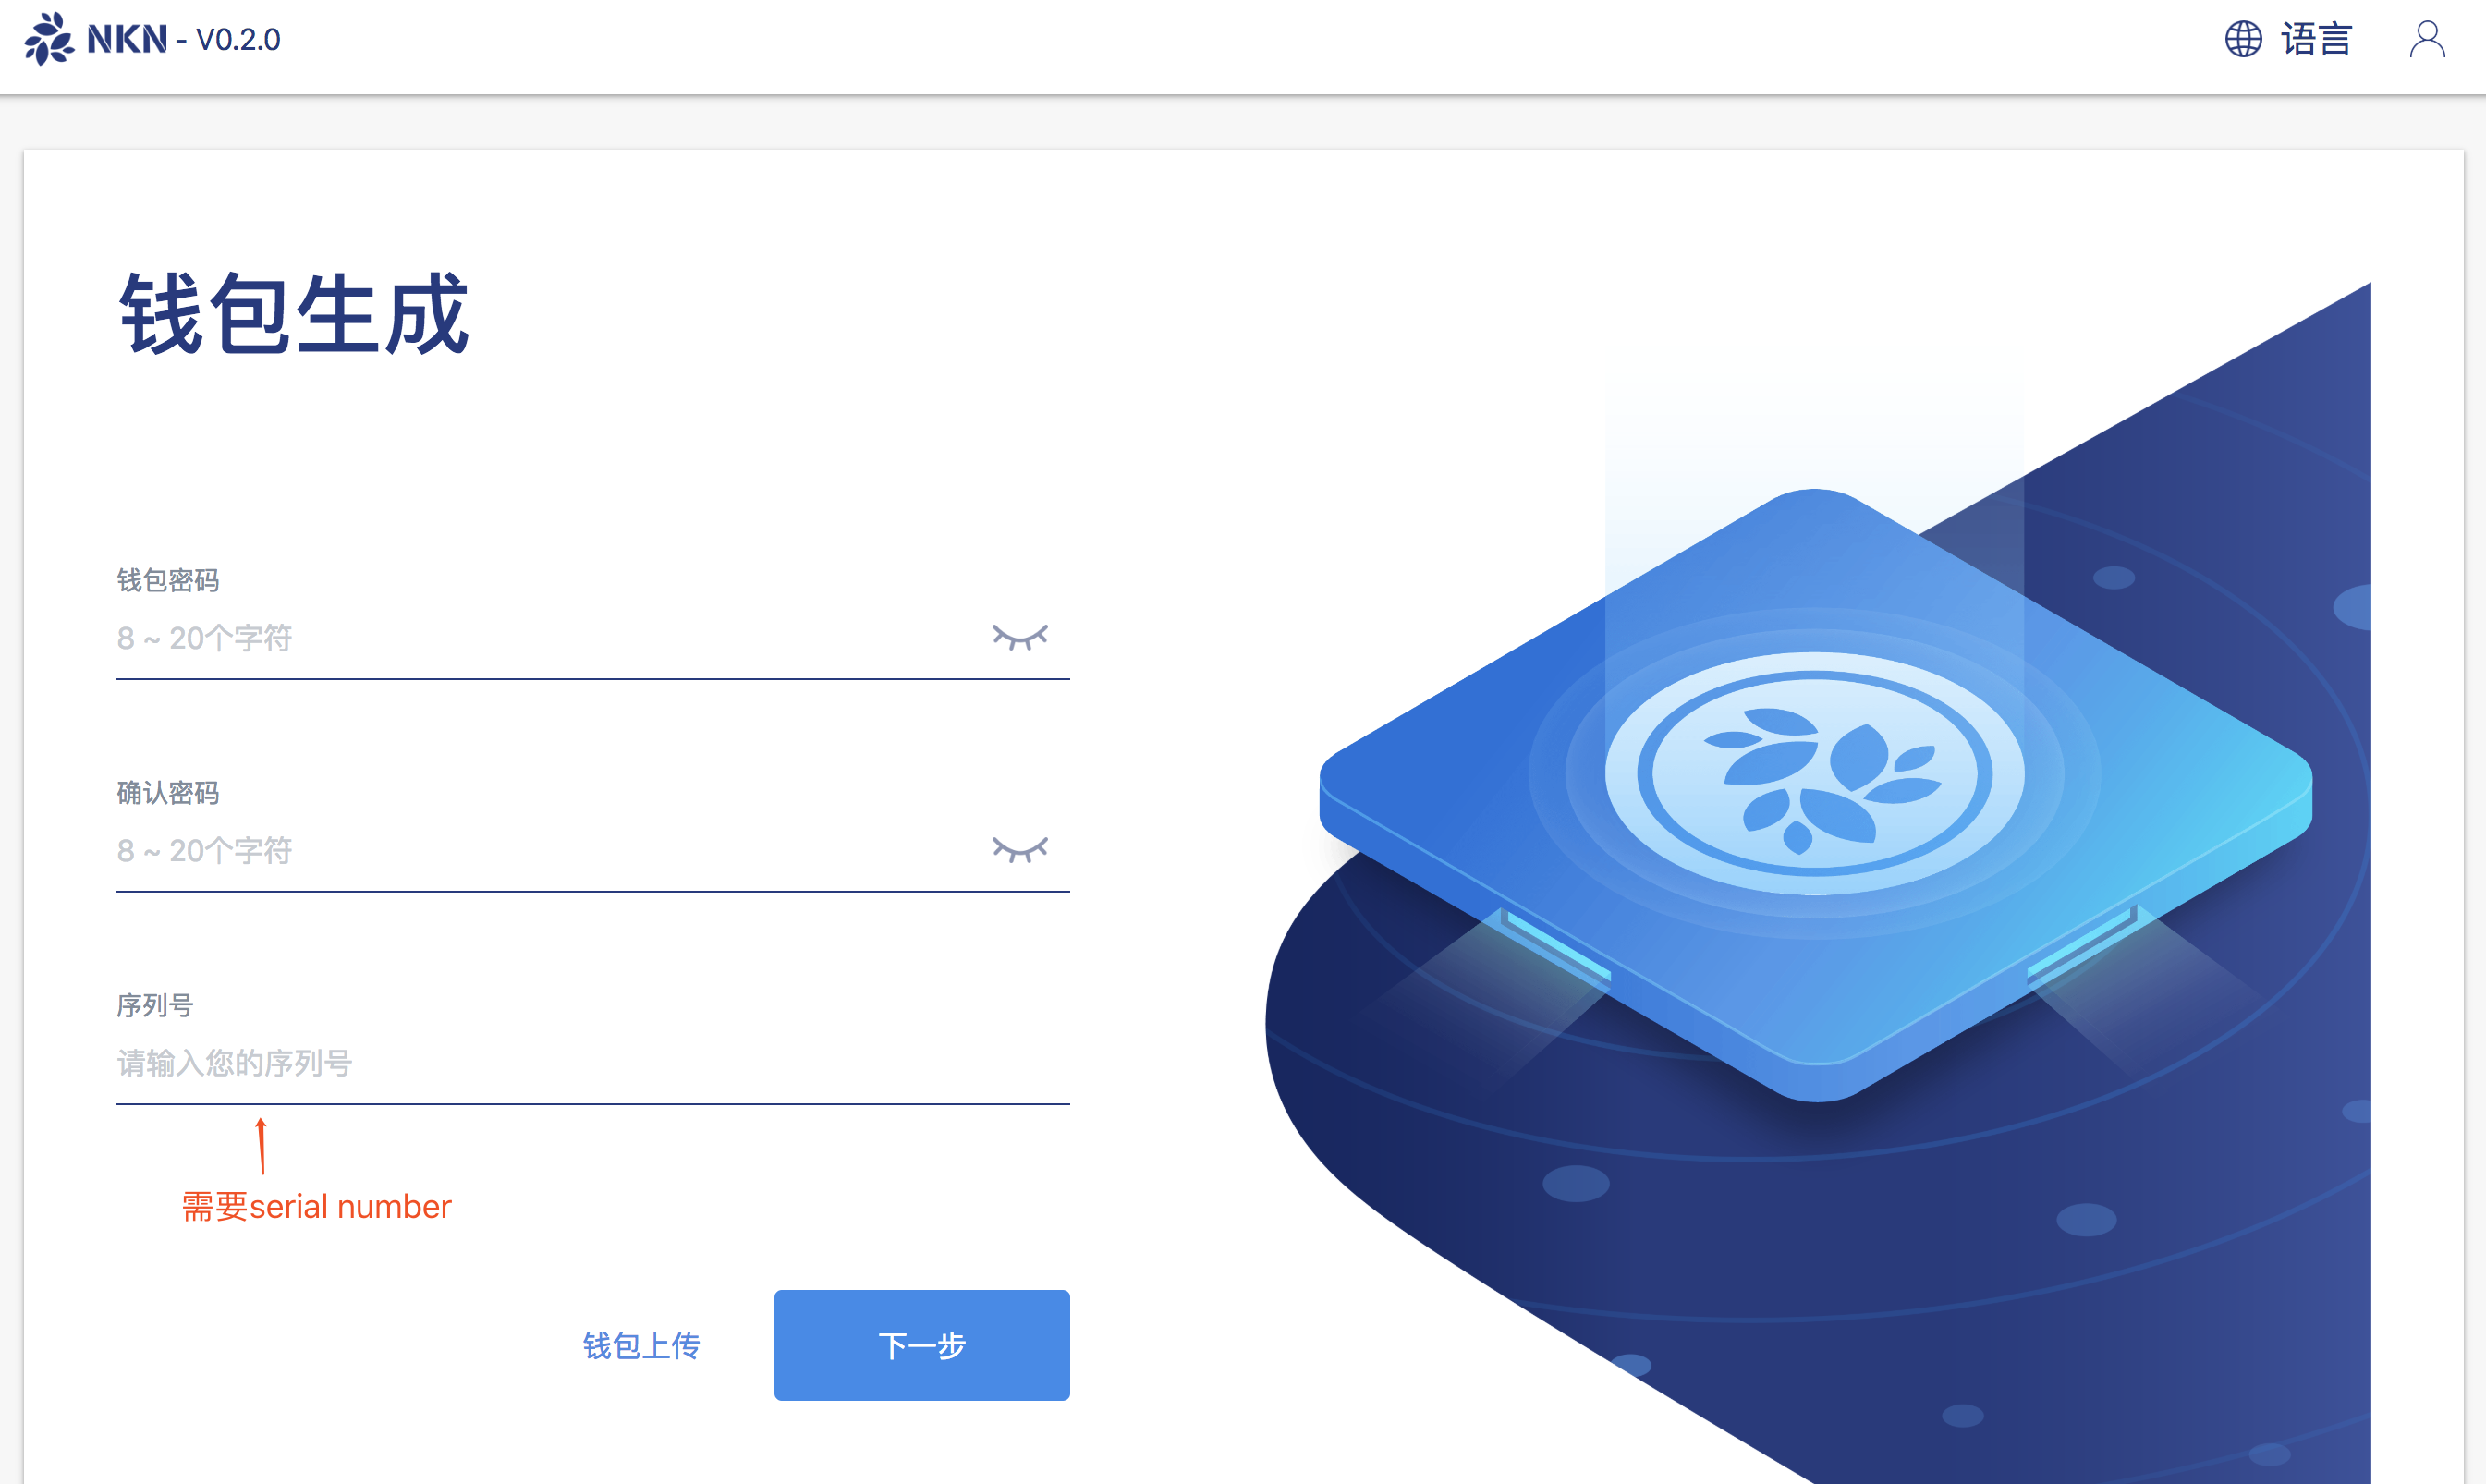 NKN - V0.2.0
语言
钱包生成
钱包密码
8 ~ 20个字符
确认密码
8 ~ 20个字符
序列号
请输入您的序列号
需要serial number
钱包上传
下一步